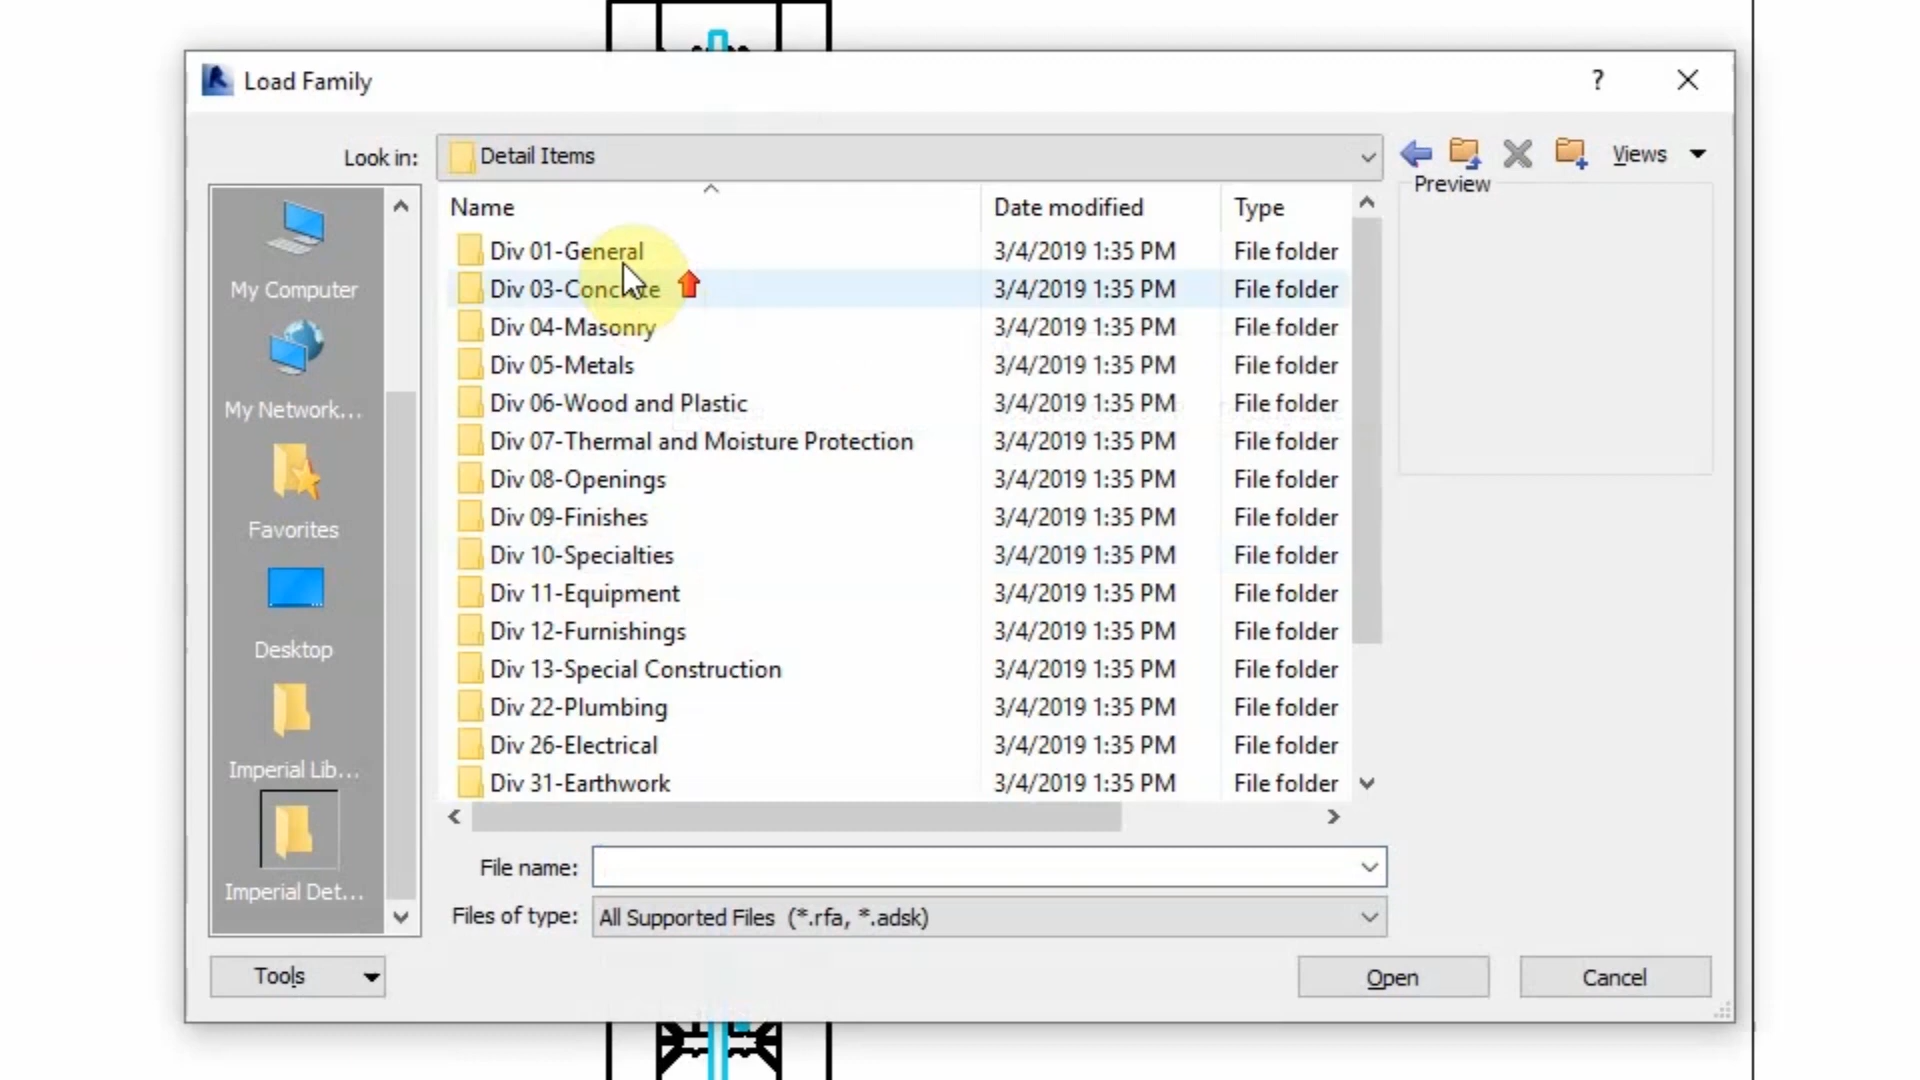 Load Family
?
Look in:
Detail Items
Views
Preview
Name
Date modified
Type
Div 01-General 3/4/2019 1:35 PM File folder
Div 03-Concrete 3/4/2019 1:35 PM File folder
Div 04-Masonry 3/4/2019 1:35 PM File folder
Div 05-Metals 3/4/2019 1:35 PM File folder
Div 06-Wood and Plastic 3/4/2019 1:35 PM File folder
Div 07-Thermal and Moisture Protection 3/4/2019 1:35 PM File folder
Div 08-Openings 3/4/2019 1:35 PM File folder
Div 09-Finishes 3/4/2019 1:35 PM File folder
Div 10-Specialties 3/4/2019 1:35 PM File folder
Div 11-Equipment 3/4/2019 1:35 PM File folder
Div 12-Furnishings 3/4/2019 1:35 PM File folder
Div 13-Special Construction 3/4/2019 1:35 PM File folder
Div 22-Plumbing 3/4/2019 1:35 PM File folder
Div 26-Electrical 3/4/2019 1:35 PM File folder
Div 31-Earthwork 3/4/2019 1:35 PM File folder
My Computer
My Network...
Favorites
Desktop
Imperial Lib...
Imperial Det...
File name:
Files of type: All Supported Files (*.rfa, *.adsk)
Tools
Open
Cancel